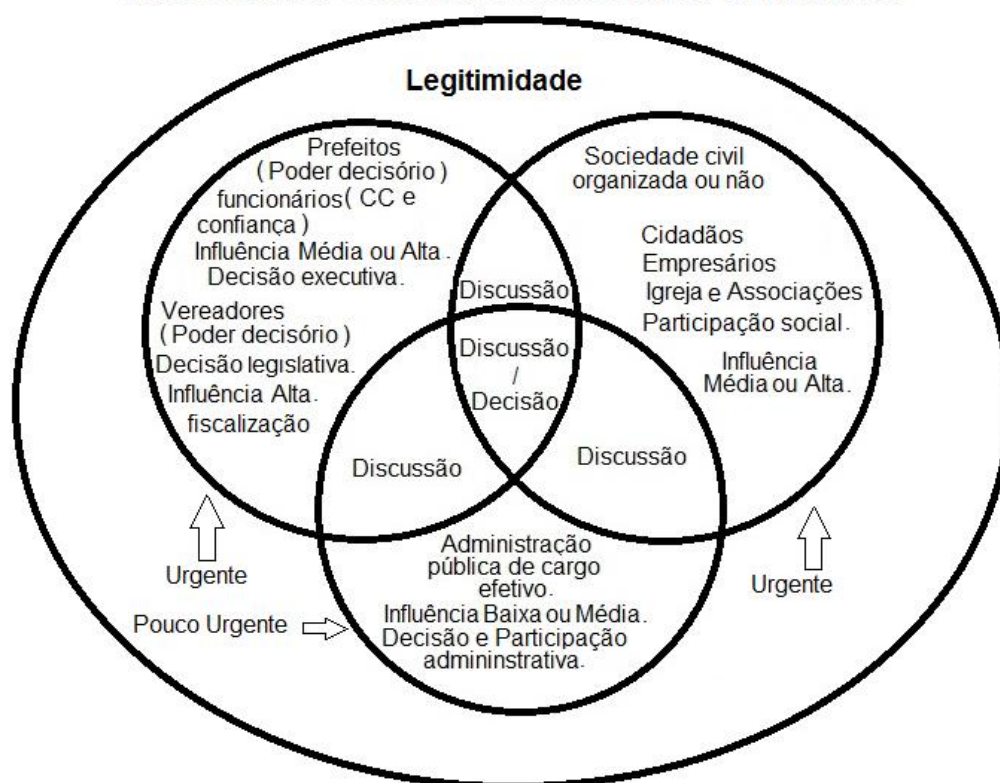 Legitimidade
Prefeitos
( Poder decisório )
funcionários( CC e
confiança )
Influência Média ou Alta.
Decisão executiva.
Vereadores
( Poder decisório )
Decisão legislativa.
Influência Alta.
fiscalização
Sociedade civil
organizada ou não
Cidadãos
Empresários
Igreja e Associações
Participação social.
Influência
Média ou Alta.
Discussão
Discussão
/
Decisão
Discussão
Discussão
Administração
pública de cargo
efetivo.
Influência Baixa ou Média.
Decisão e Participação
admininstrativa.
Urgente
Pouco Urgente
Urgente